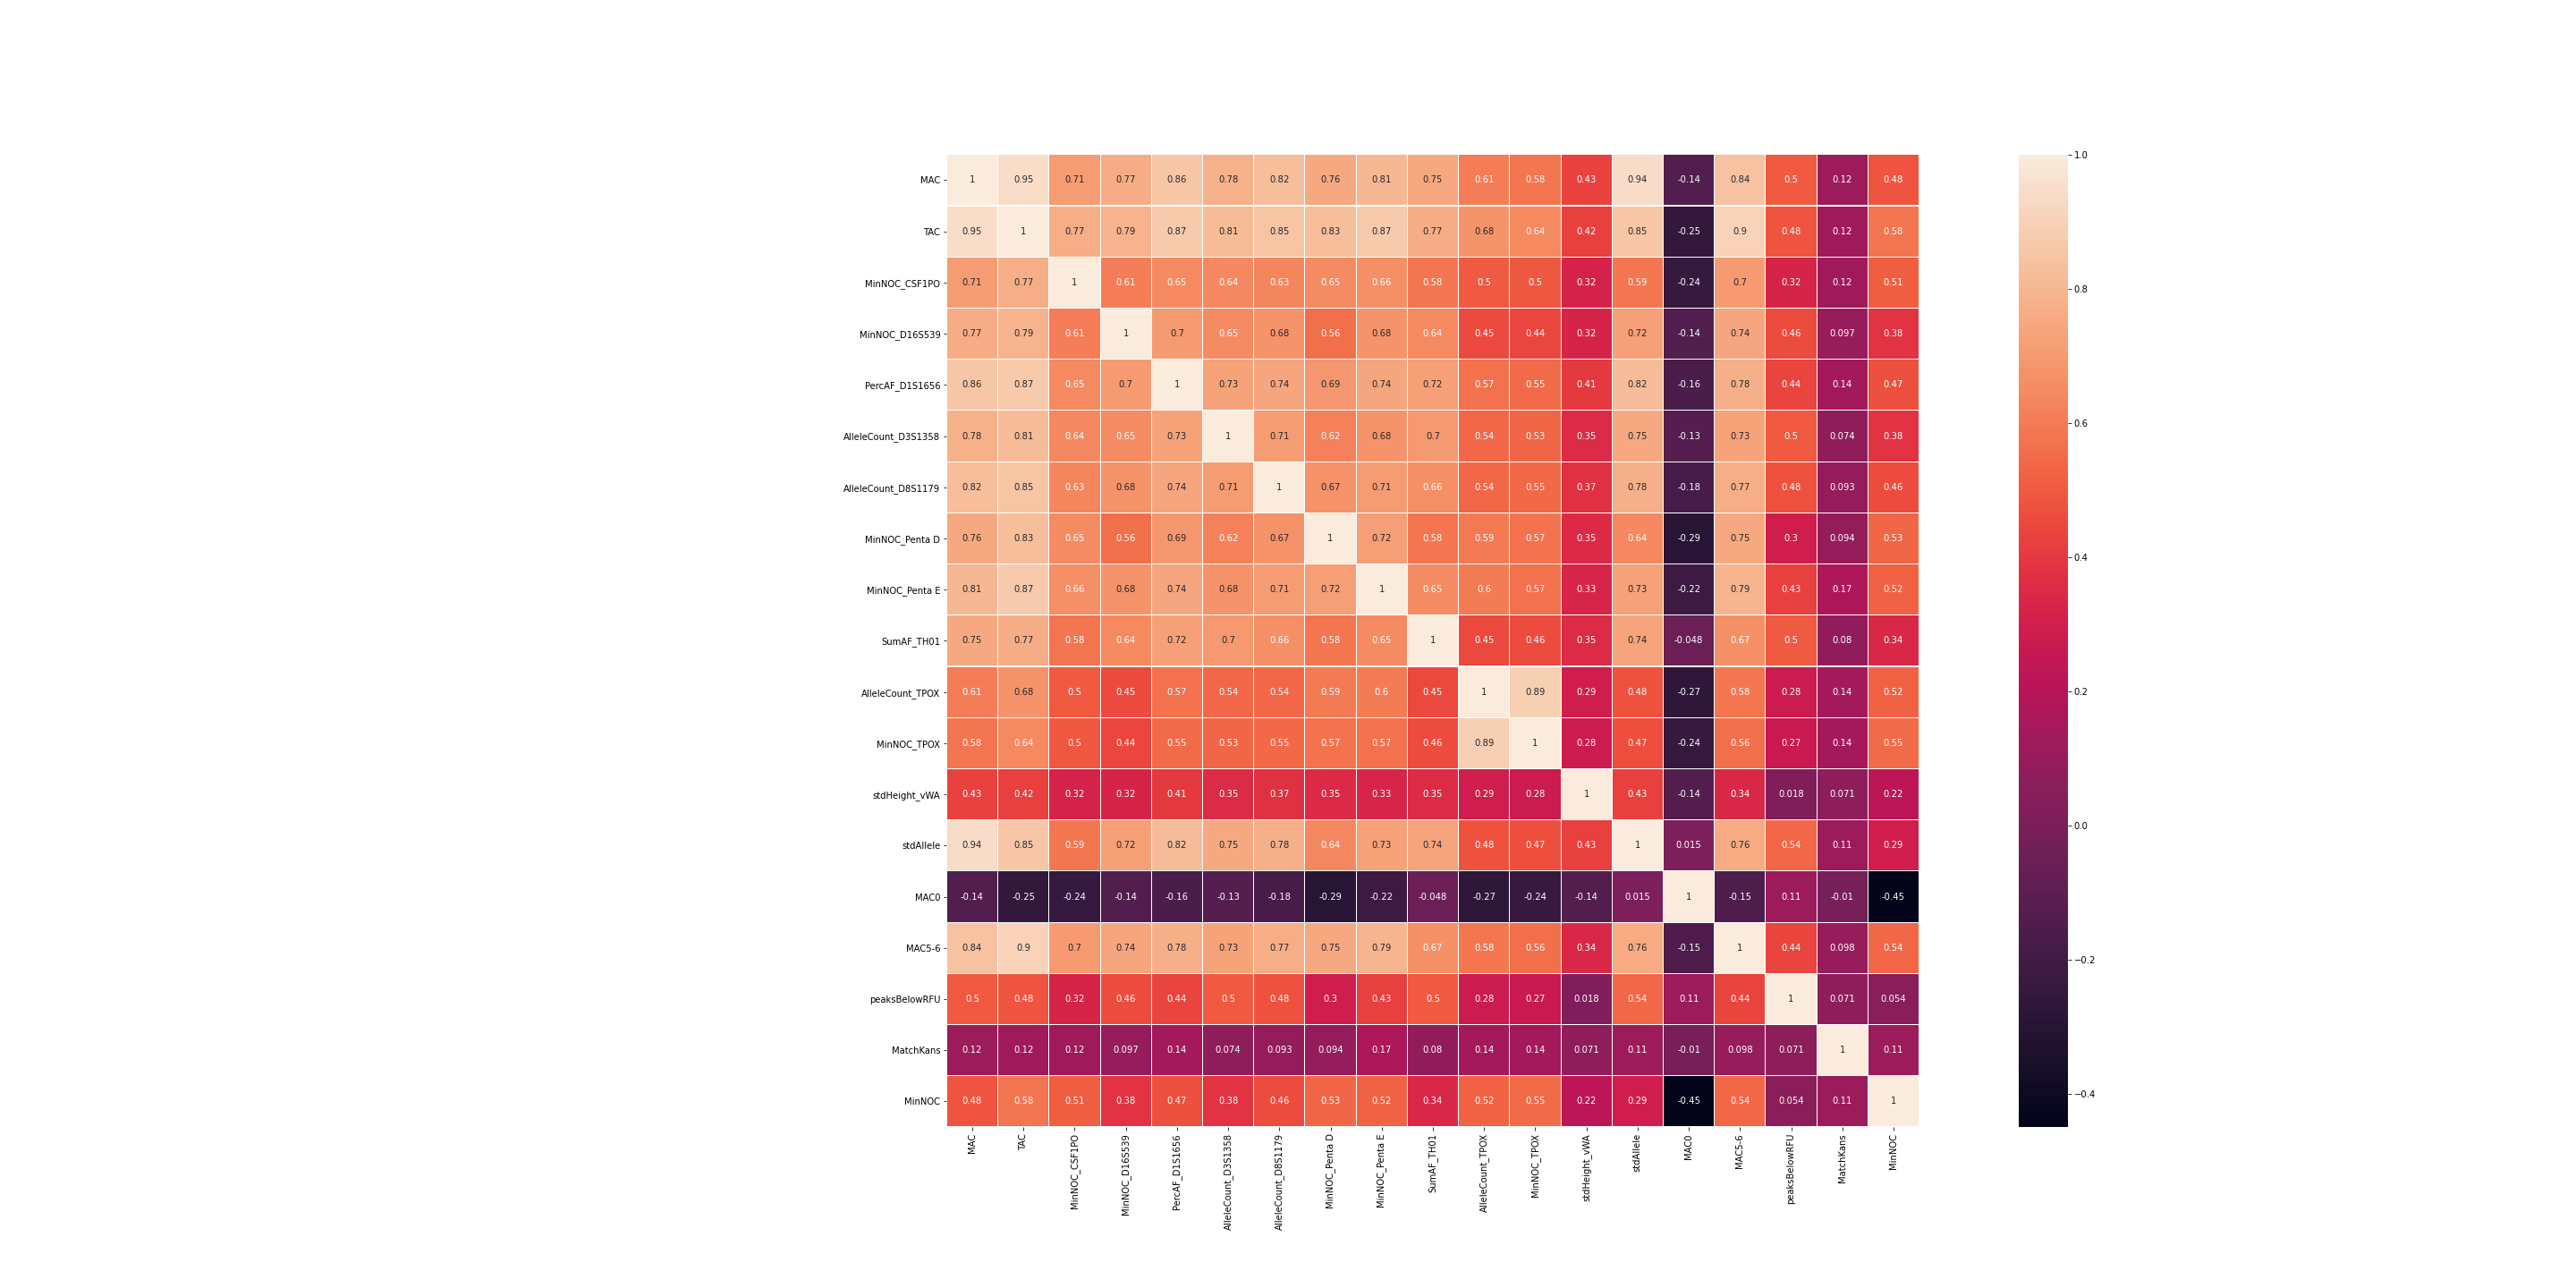 MAC 1 0.95 0.71 0.77 0.86 0.78 0.82 0.76 0.81 0.75 0.61 0.58 0.43 0.94 -0.14 0.84 0.5 0.12 0.48
TAC 0.95 1 0.77 0.79 0.87 0.81 0.85 0.83 0.87 0.77 0.68 0.64 0.42 0.85 -0.25 0.9 0.48 0.12 0.58
MinNOC_CSF1PO 0.71 0.77 1 0.61 0.65 0.64 0.63 0.65 0.66 0.58 0.5 0.5 0.32 0.59 -0.24 0.7 0.32 0.12 0.51
MinNOC_D16S539 0.77 0.79 0.61 1 0.7 0.65 0.68 0.56 0.68 0.64 0.45 0.44 0.32 0.72 -0.14 0.74 0.46 0.097 0.38
PercAF_D1S1656 0.86 0.87 0.65 0.7 1 0.73 0.74 0.69 0.74 0.72 0.57 0.55 0.41 0.82 -0.16 0.78 0.44 0.14 0.47
AlleleCount_D3S1358 0.78 0.81 0.64 0.65 0.73 1 0.71 0.62 0.68 0.7 0.54 0.53 0.35 0.75 -0.13 0.73 0.5 0.074 0.38
AlleleCount_D8S1179 0.82 0.85 0.63 0.68 0.74 0.71 1 0.67 0.71 0.66 0.54 0.55 0.37 0.78 -0.18 0.77 0.48 0.093 0.46
MinNOC_Penta D 0.76 0.83 0.65 0.56 0.69 0.62 0.67 1 0.72 0.58 0.59 0.57 0.35 0.64 -0.29 0.75 0.3 0.094 0.53
MinNOC_Penta E 0.81 0.87 0.66 0.68 0.74 0.68 0.71 0.72 1 0.65 0.6 0.57 0.33 0.73 -0.22 0.79 0.43 0.17 0.52
SumAF_TH01 0.75 0.77 0.58 0.64 0.72 0.7 0.66 0.58 0.65 1 0.45 0.46 0.35 0.74 -0.048 0.67 0.5 0.08 0.34
AlleleCount_TPOX 0.61 0.68 0.5 0.45 0.57 0.54 0.54 0.59 0.6 0.45 1 0.89 0.29 0.48 -0.27 0.58 0.28 0.14 0.52
MinNOC_TPOX 0.58 0.64 0.5 0.44 0.55 0.53 0.55 0.57 0.57 0.46 0.89 1 0.28 0.47 -0.24 0.56 0.27 0.14 0.55
stdHeight_vWA 0.43 0.42 0.32 0.32 0.41 0.35 0.37 0.35 0.33 0.35 0.29 0.28 1 0.43 -0.14 0.34 0.018 0.071 0.22
stdAllele 0.94 0.85 0.59 0.72 0.82 0.75 0.78 0.64 0.73 0.74 0.48 0.47 0.43 1 0.015 0.76 0.54 0.11 0.29
MAC0 -0.14 -0.25 -0.24 -0.14 -0.16 -0.13 -0.18 -0.29 -0.22 -0.048 -0.27 -0.24 -0.14 0.015 1 -0.15 0.11 -0.01 -0.45
MAC5-6 0.84 0.9 0.7 0.74 0.78 0.73 0.77 0.75 0.79 0.67 0.58 0.56 0.34 0.76 -0.15 1 0.44 0.098 0.54
peaksBelowRFU 0.5 0.48 0.32 0.46 0.44 0.5 0.48 0.3 0.43 0.5 0.28 0.27 0.018 0.54 0.11 0.44 1 0.071 0.054
MatchKans 0.12 0.12 0.12 0.097 0.14 0.074 0.093 0.094 0.17 0.08 0.14 0.14 0.071 0.11 -0.01 0.098 0.071 1 0.11
MinNOC 0.48 0.58 0.51 0.38 0.47 0.38 0.46 0.53 0.52 0.34 0.52 0.55 0.22 0.29 -0.45 0.54 0.054 0.11 1
MAC
TAC
MinNOC_CSF1PO
MinNOC_D16S539
PercAF_D1S1656
AlleleCount_D3S1358
AlleleCount_D8S1179
MinNOC_Penta D
MinNOC_Penta E
SumAF_TH01
AlleleCount_TPOX
MinNOC_TPOX
stdHeight_vWA
stdAllele
MAC0
MAC5-6
peaksBelowRFU
MatchKans
MinNOC
1.0
0.8
0.6
0.4
0.2
0.0
−0.2
−0.4